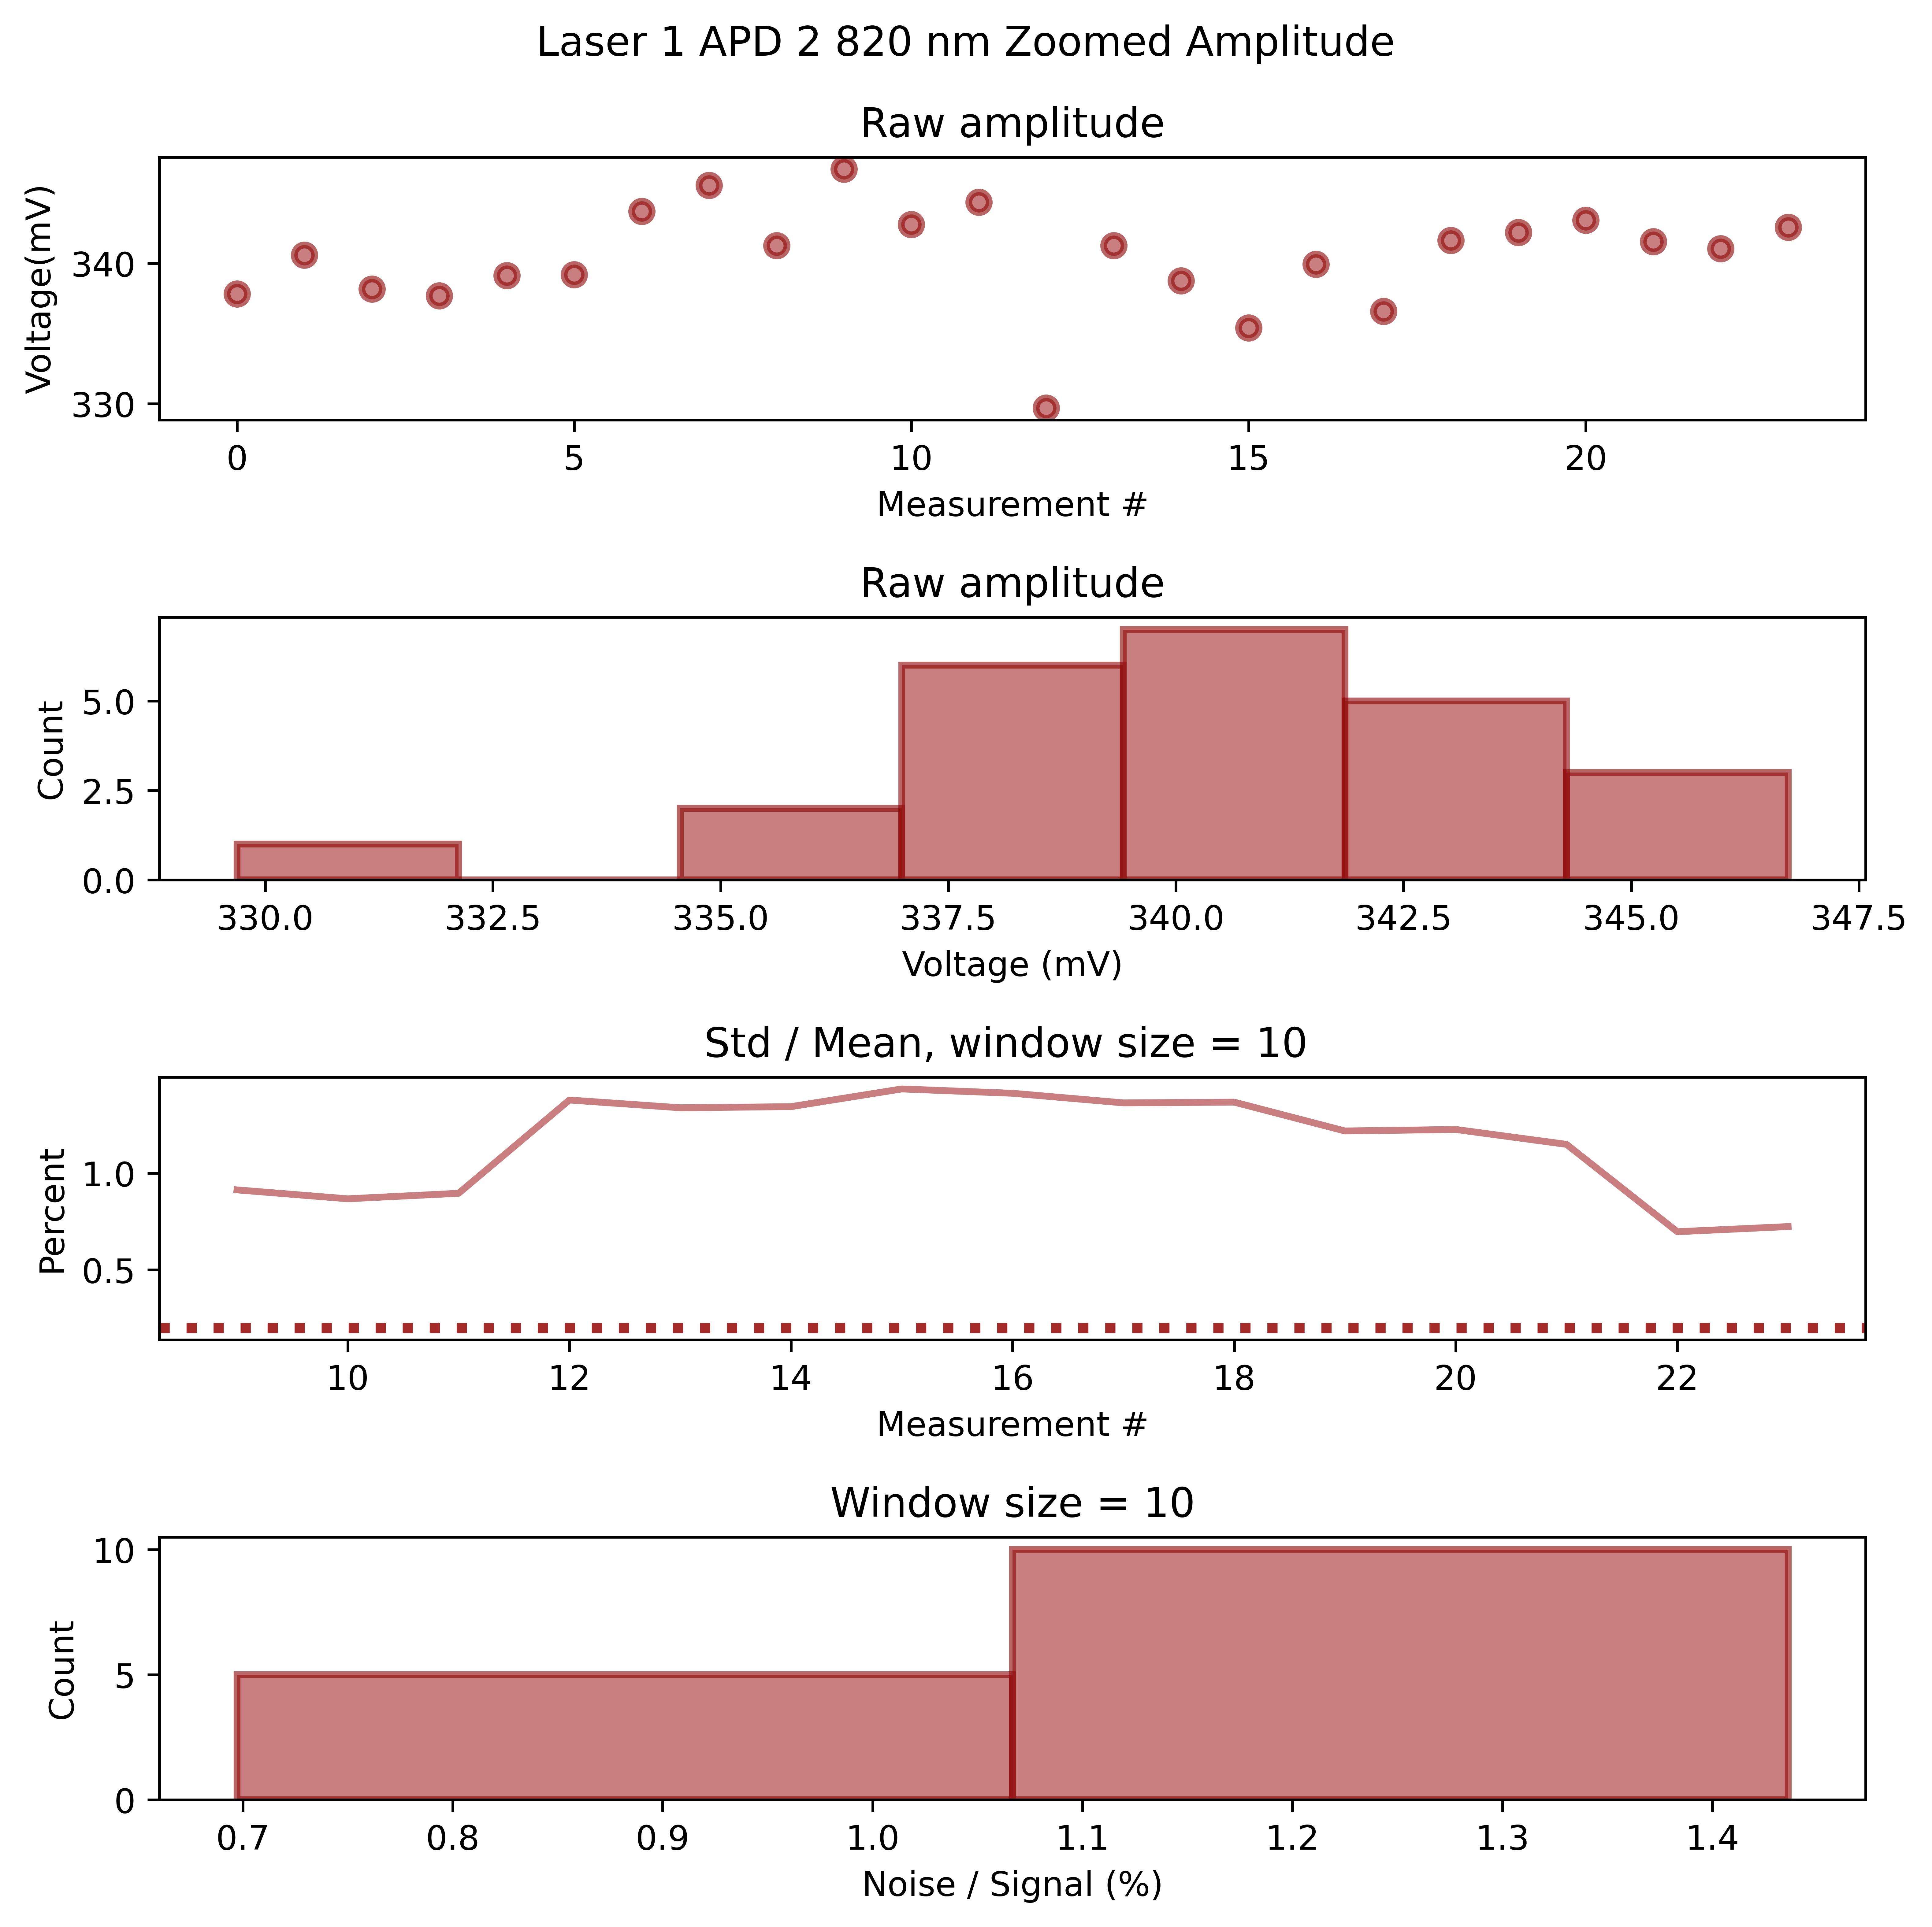 Laser 1 APD 2 820 nm Zoomed Amplitude
Raw amplitude
Voltage(mV)
340
330
0 5 10 15 20
Measurement #
Raw amplitude
Count
5.0
2.5
0.0
330.0 332.5 335.0 337.5 340.0 342.5 345.0 347.5
Voltage (mV)
Std / Mean, window size = 10
Percent
1.0
0.5
10 12 14 16 18 20 22
Measurement #
Window size = 10
Count
10
5
0
0.7 0.8 0.9 1.0 1.1 1.2 1.3 1.4
Noise / Signal (%)